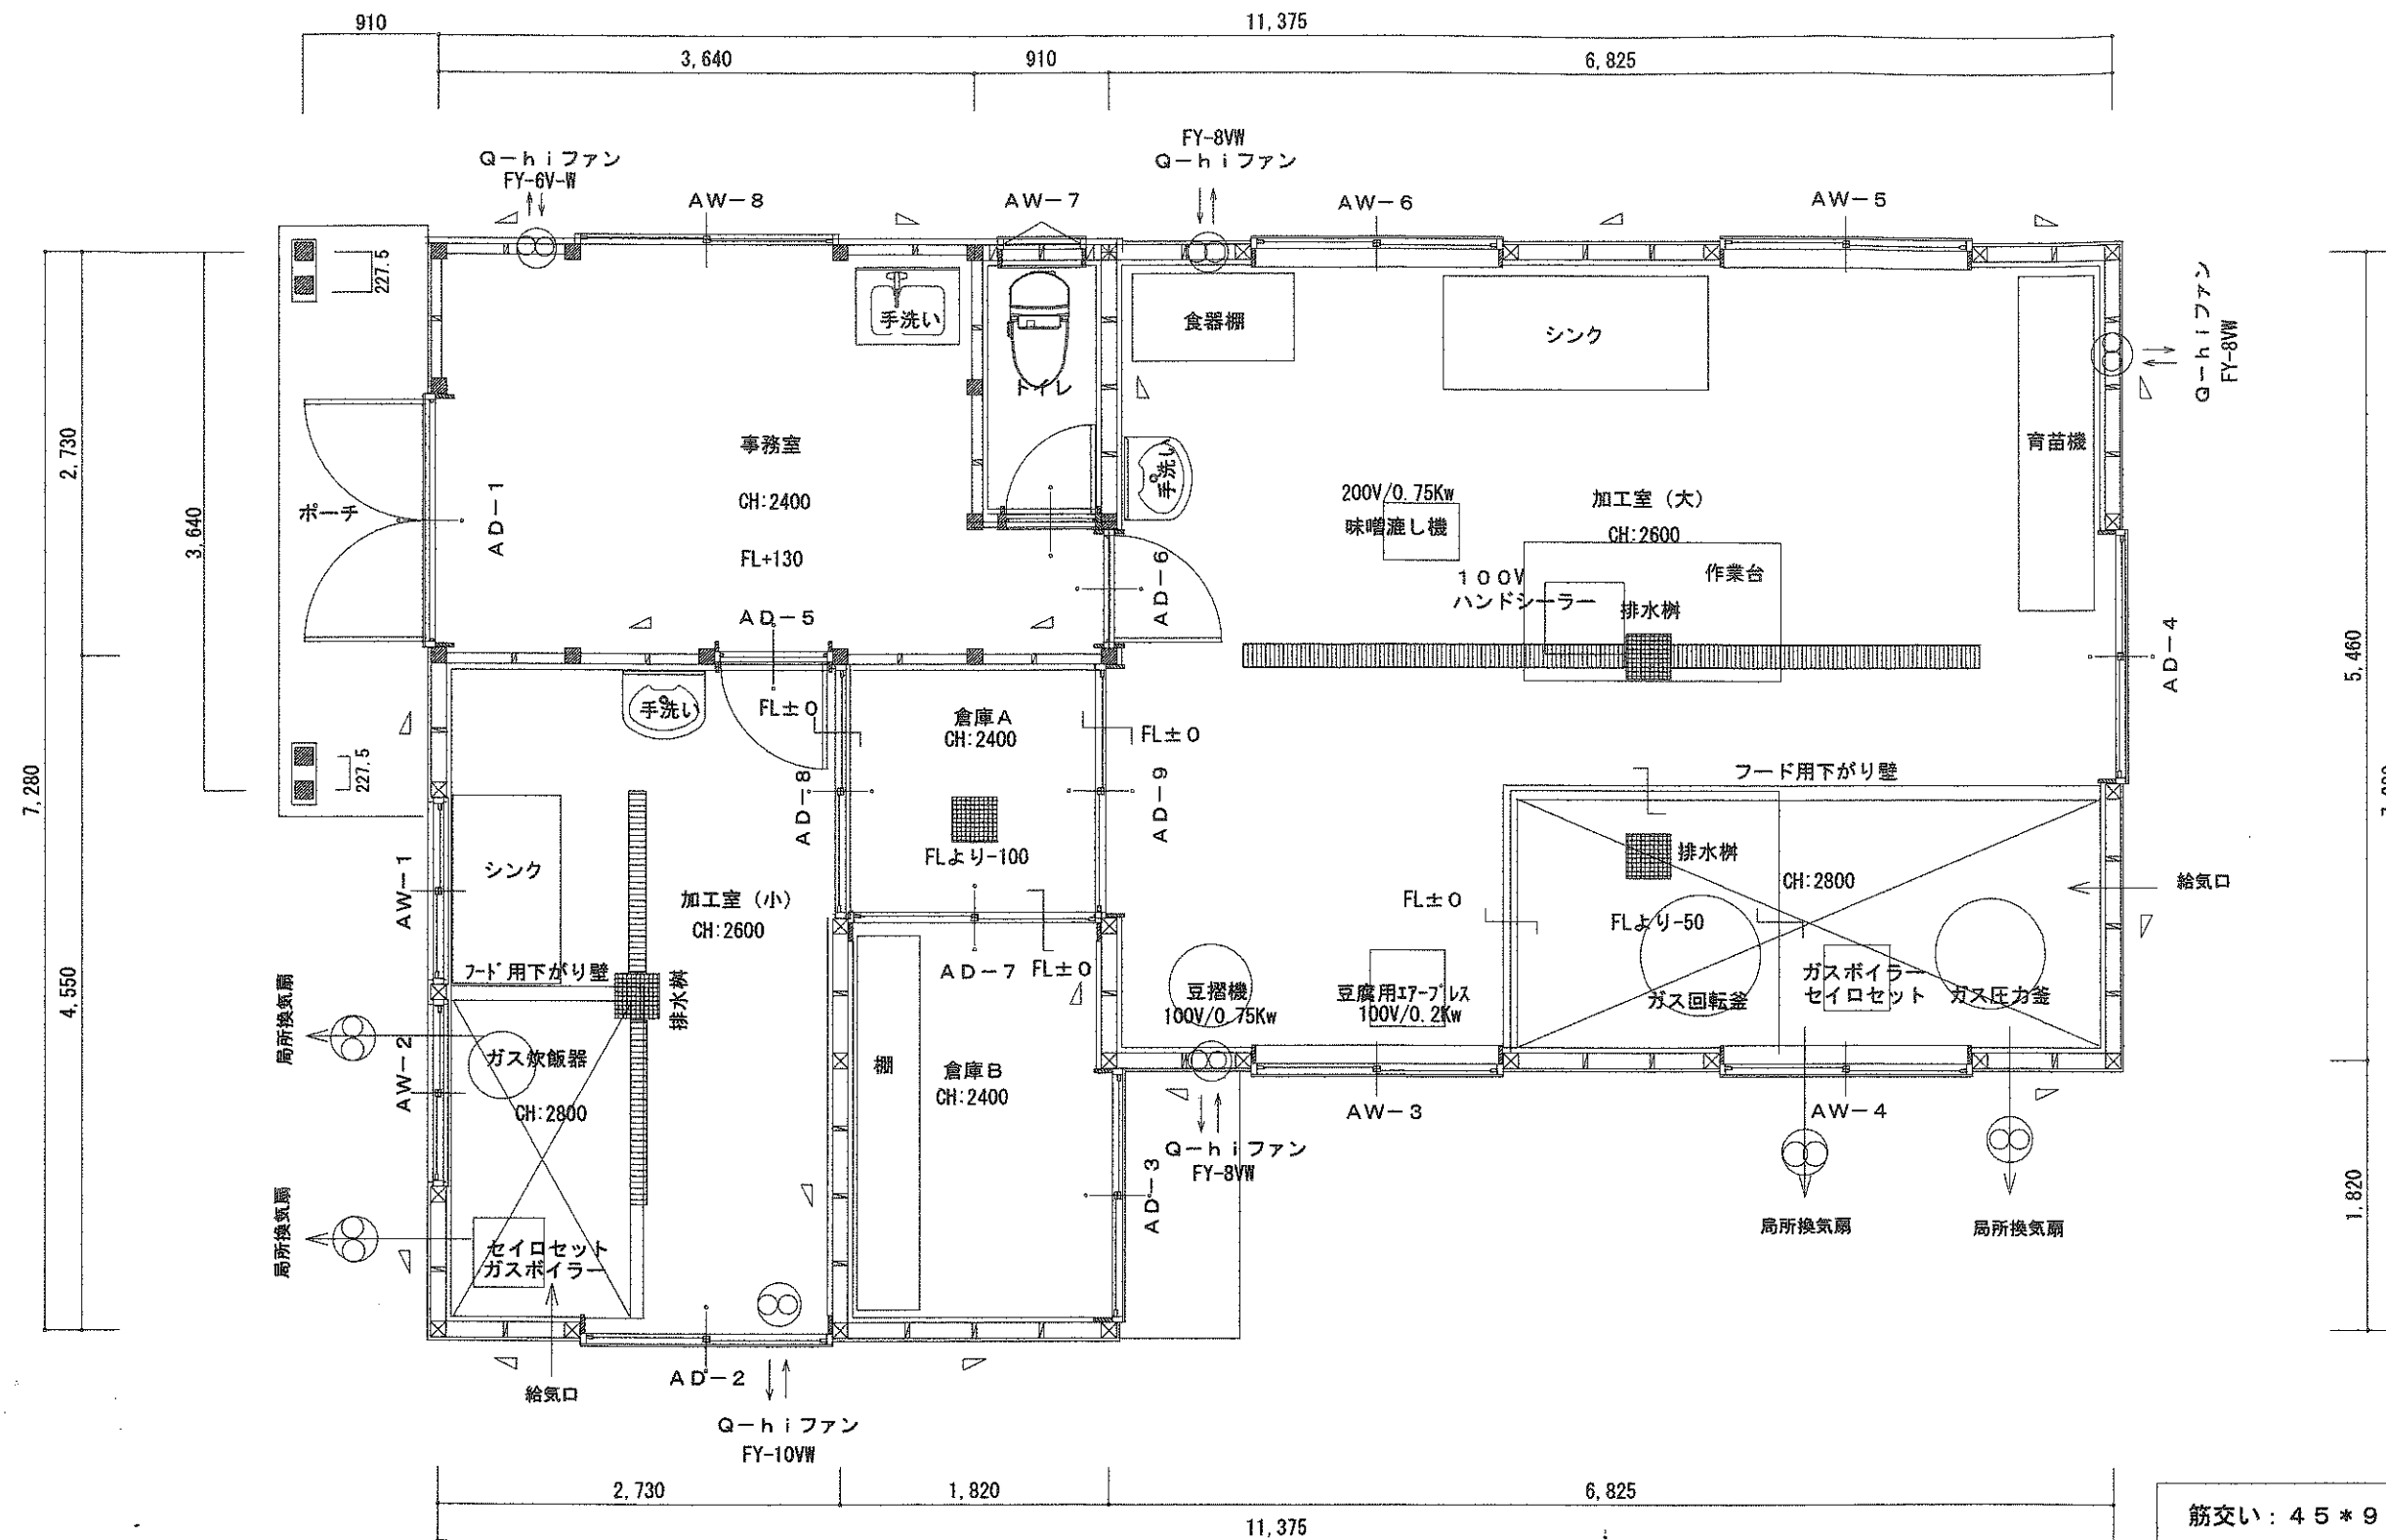 910
11,375
3,640
910
6,825
Q-hiファン
FY-6V-W
AW-8
AW-7
FY-8VW
Q-hiファン
AW-6
AW-5
227.5
手洗い
トイレ
食器棚
シンク
Q-hiファン
FY-8VW
2,730
3,640
事務室
CH:2400
FL+130
ポーチ
AD-1
手洗い
200V/0.75Kw
味噌漉し機
加工室（大）
CH:2600
育苗機
作業台
100V
ハンドシーラー
排水桝
AD-5
AD-6
AD-4
5,460
7,280
227.5
手洗い
FL±0
倉庫A
CH:2400
FL±0
AD-8
AD-9
フード用下がり壁
AW-1
シンク
FLより-100
排水桝
CH:2800
給気口
加工室（小）
CH:2600
FL±0
FLより-50
4,550
フード用下がり壁
排水桝
AD-7
FL±0
豆摺機
100V/0.75Kw
豆腐用エアープレス
100V/0.2Kw
ガス回転釜
ガスボイラー
セイロセット
ガス圧力釜
局所換気扇
AW-2
ガス炊飯器
CH:2800
棚
倉庫B
CH:2400
AW-3
AW-4
Q-hiファン
FY-8VW
AD-3
1,820
局所換気扇
局所換気扇
局所換気扇
セイロセット
ガスボイラー
給気口
AD-2
Q-hiファン
FY-10VW
2,730
1,820
6,825
11,375
筋交い：45*9